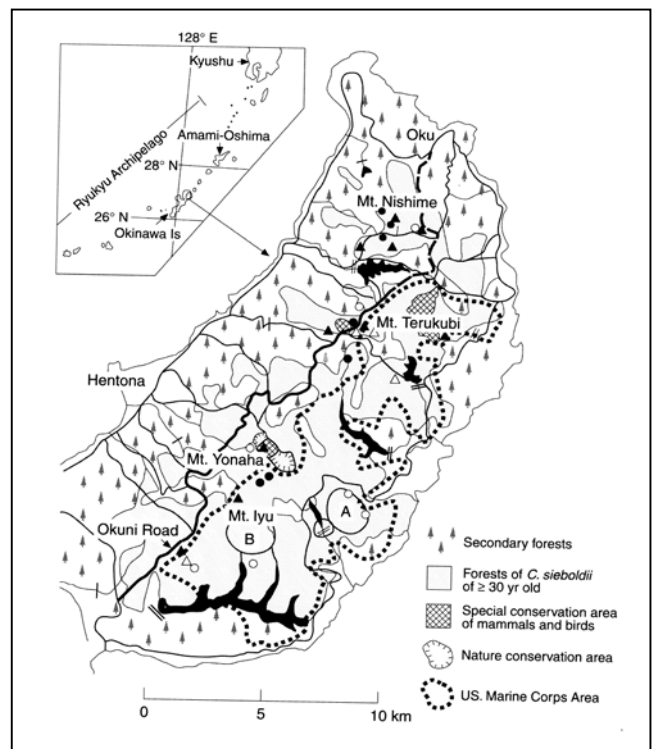 128° E
Kyushu
Amami-Oshima
28° N
Ryukyu Archipelago
26° N
Okinawa Is
Oku
Mt. Nishime
Mt. Terukubi
Hentona
Mt. Yonaha
A
Mt. Iyu
Okuni Road
B
Secondary forests
Forests of C. sieboldii
of ≥ 30 yr old
Special conservation area
of mammals and birds
Nature conservation area
US. Marine Corps Area
0 5 10 km